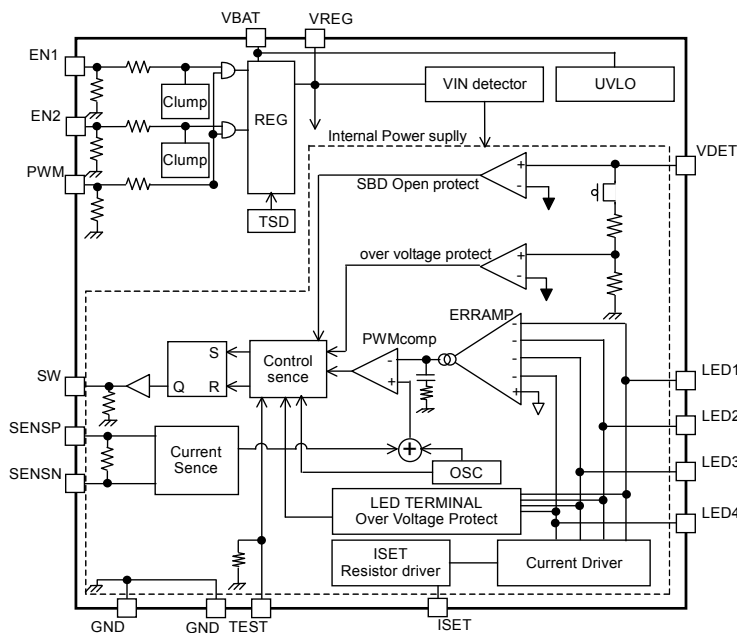 VBAT
VREG
EN1
Clump
REG
VIN detector
UVLO
EN2
Clump
Internal Power suplly
PWM
VDET
TSD
+
-
SBD Open protect
over voltage protect
+
-
ERRAMP
PWMcomp
-
-
-
-
+
-
+
S
R
Q
Control
sence
SW
LED1
SENSP
Current
Sence
+
OSC
LED2
SENSN
LED3
LED TERMINAL
Over Voltage Protect
LED4
ISET
Resistor driver
Current Driver
GND
GND
TEST
ISET